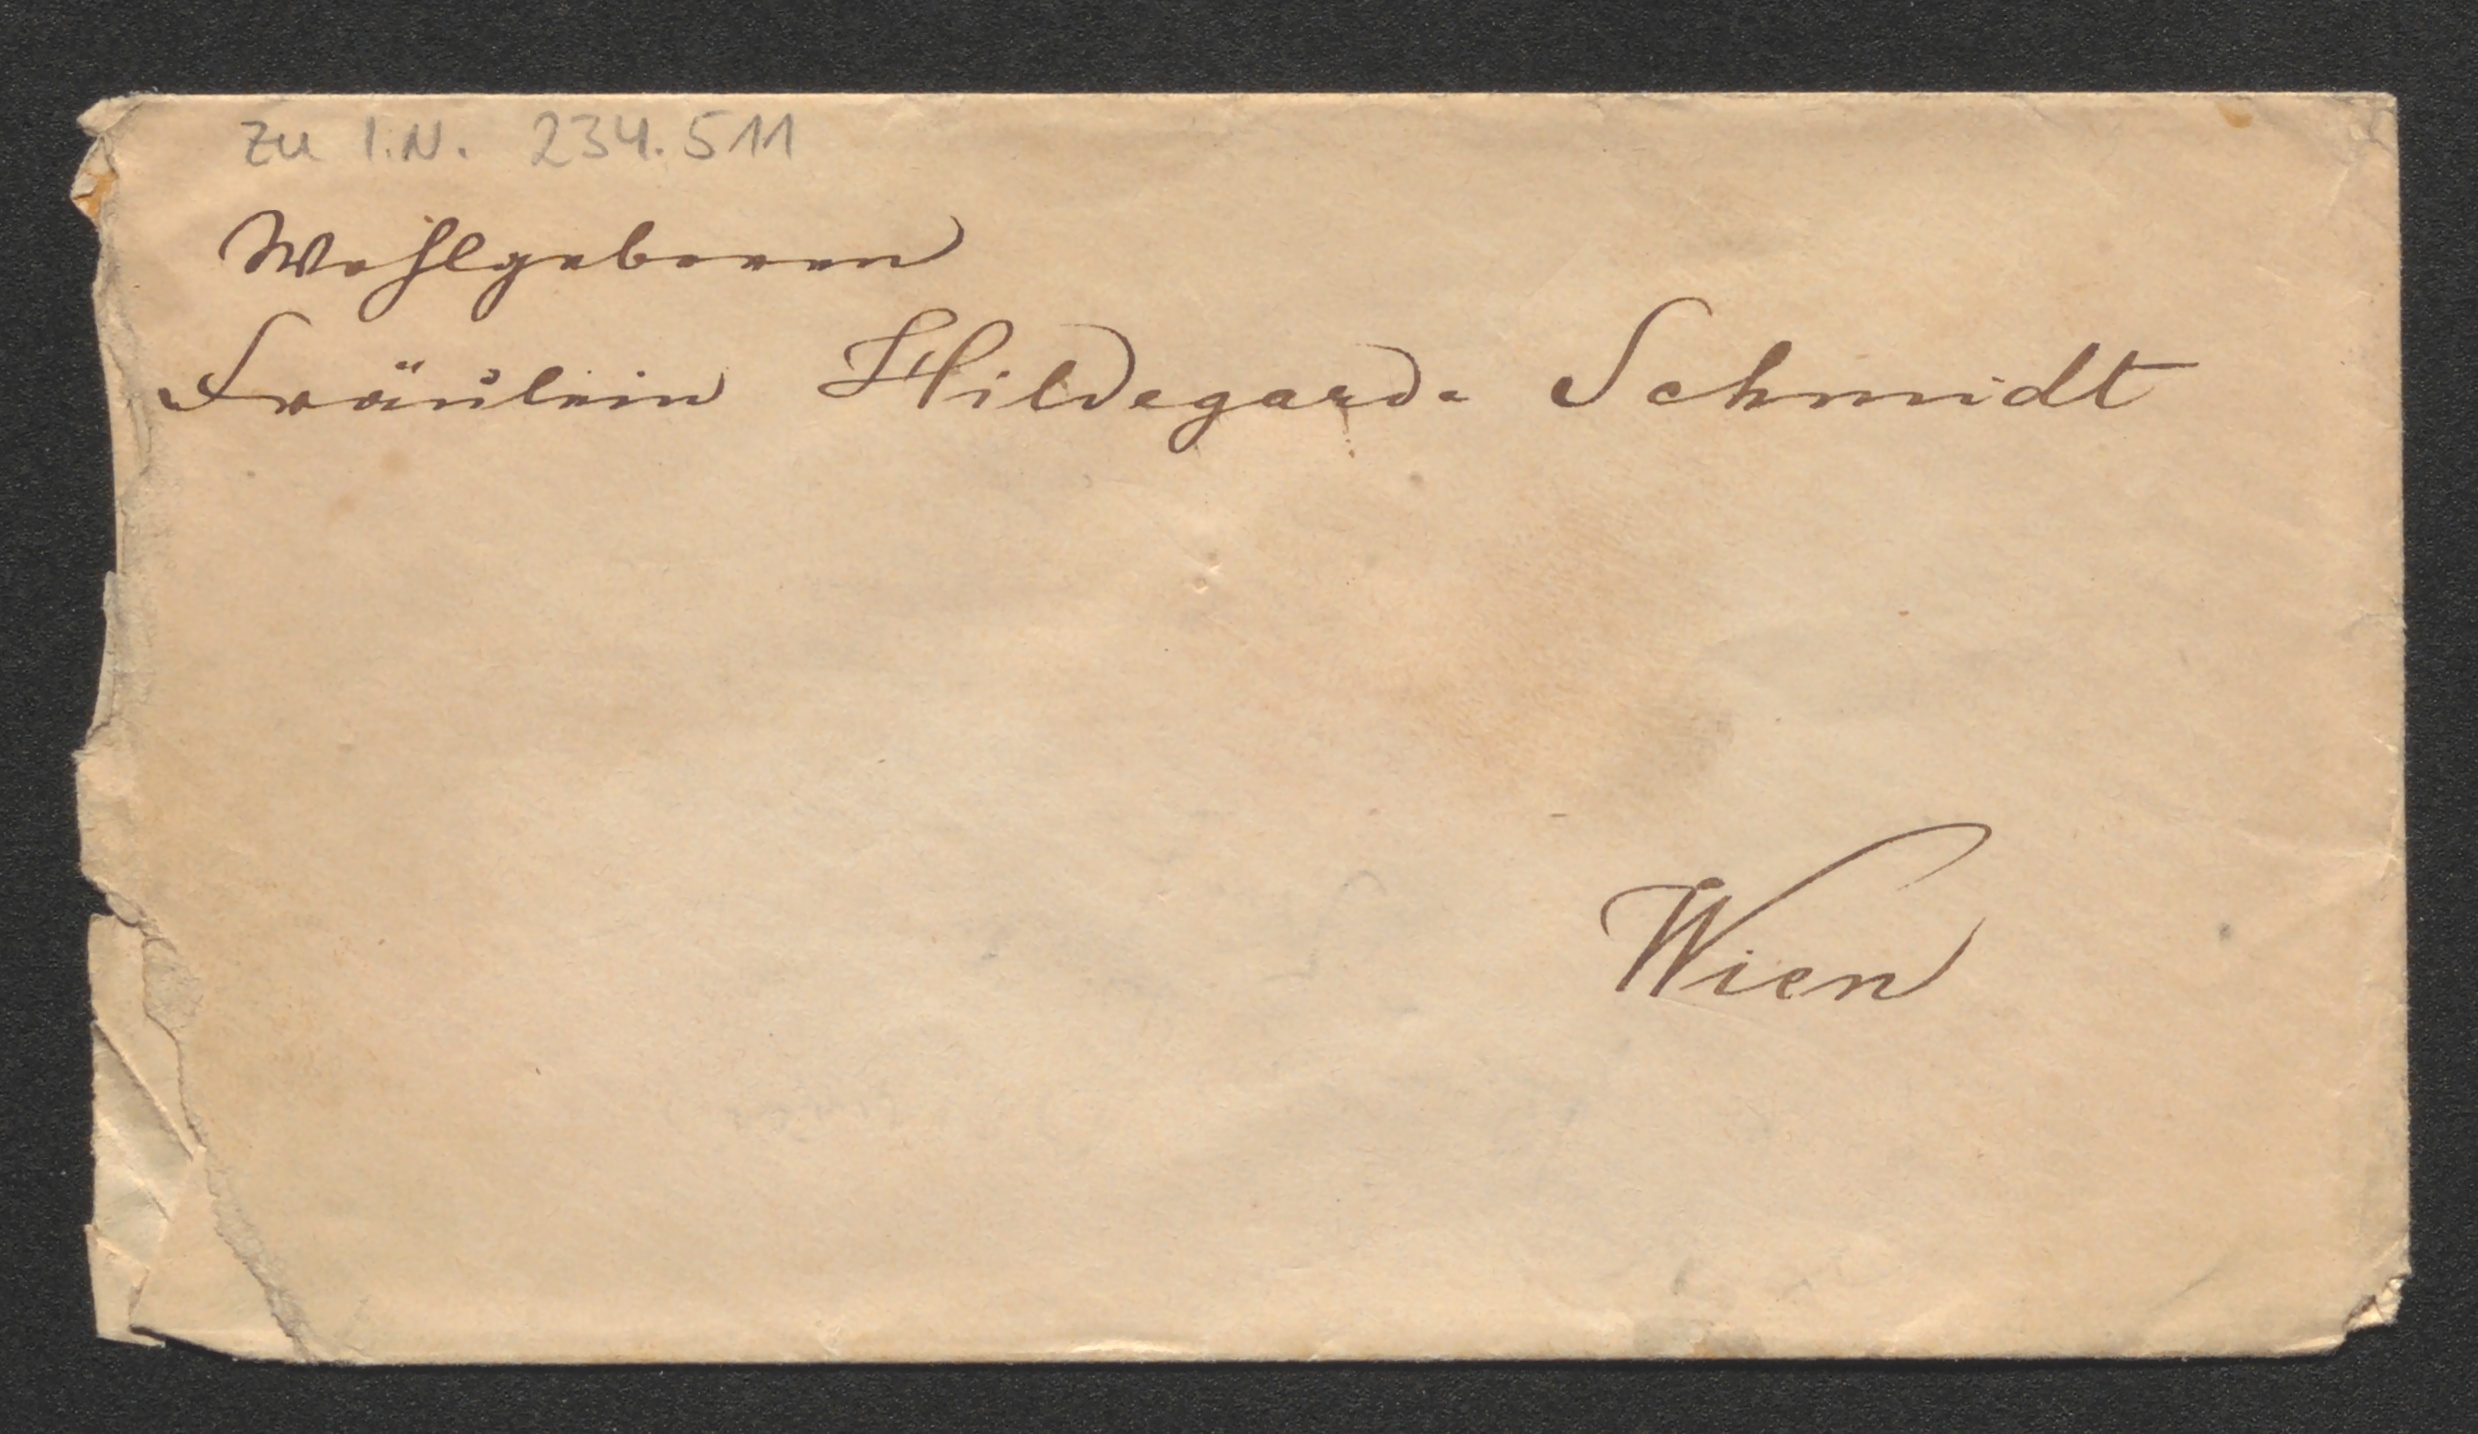 Zu I.N. 234.511
Wohlgeboren
Fräulein Hildegarde Schmidt
Wien